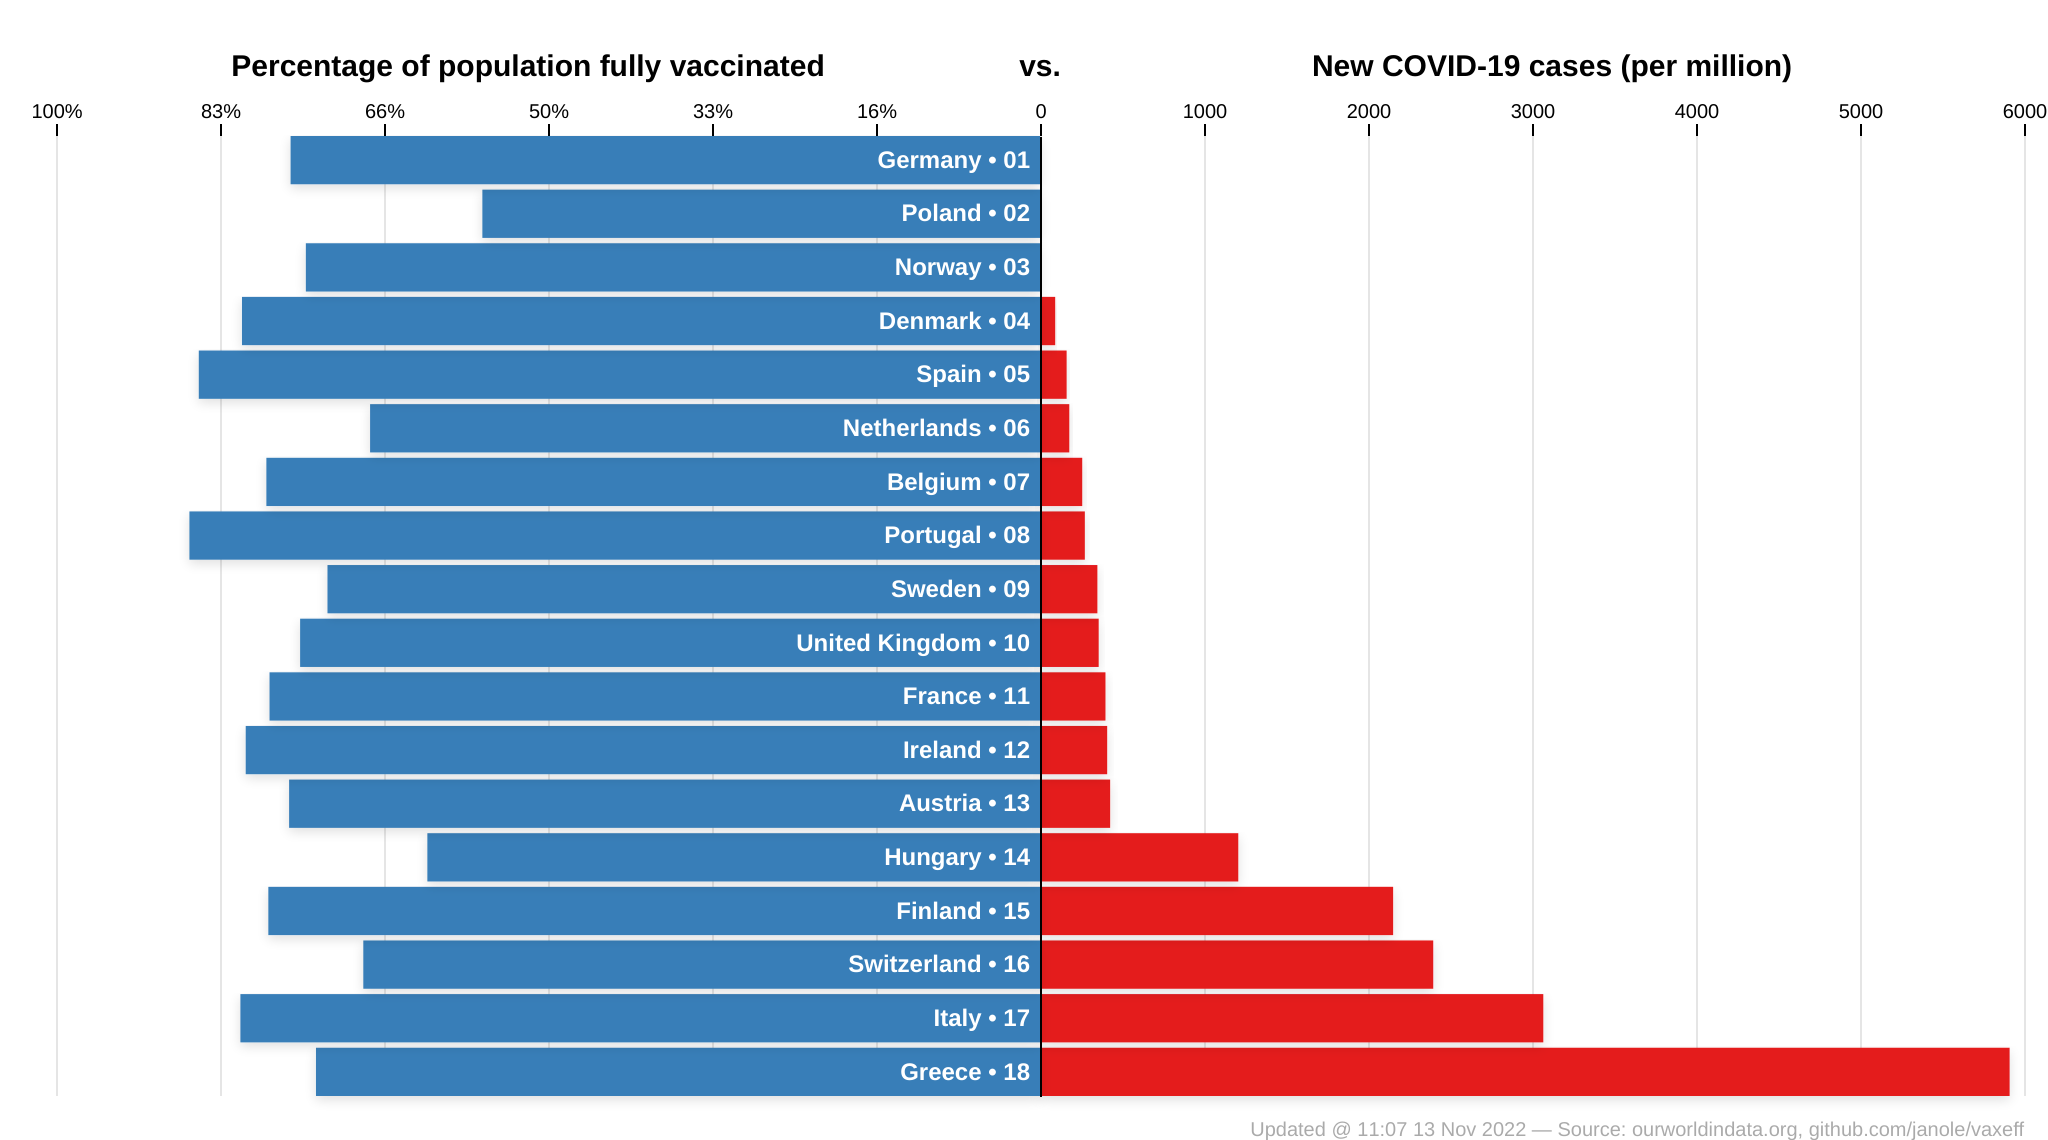 Percentage of population fully vaccinated vs. New COVID-19 cases (per million)
100% 83% 66% 50% 33% 16% 0 1000 2000 3000 4000 5000 6000
Germany • 01
Poland • 02
Norway • 03
Denmark • 04
Spain • 05
Netherlands • 06
Belgium • 07
Portugal • 08
Sweden • 09
United Kingdom • 10
France • 11
Ireland • 12
Austria • 13
Hungary • 14
Finland • 15
Switzerland • 16
Italy • 17
Greece • 18
Updated @ 11:07 13 Nov 2022 — Source: ourworldindata.org, github.com/janole/vaxeff